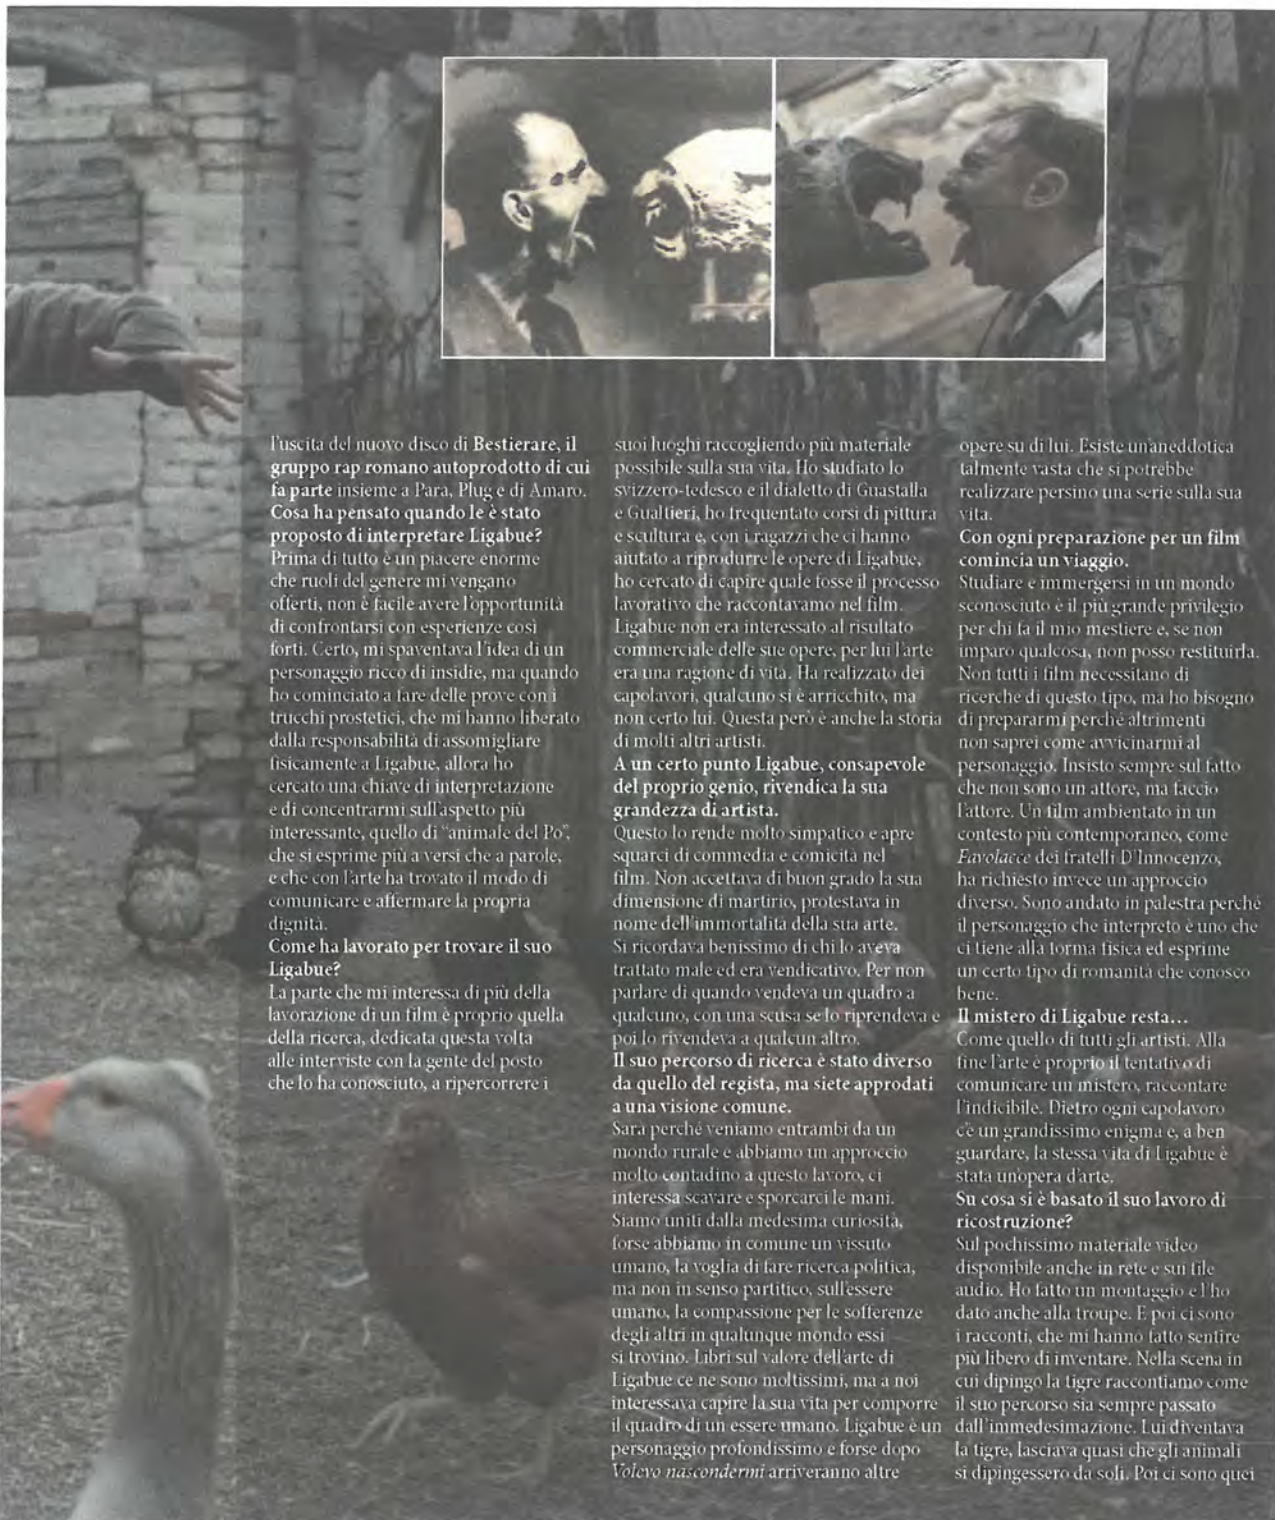 l'uscita del nuovo disco di Bestierare, il
gruppo rap romano autoprodotto di cui
fa parte insieme a Para, Plug e dj Amaro.
Cosa ha pensato quando le è stato
proposto di interpretare Ligabue?
Prima di tutto è un piacere enorme
che ruoli del genere mi vengano
offerti, non è facile avere l'opportunità
di confrontarsi con esperienze così
forti. Certo, mi spaventava l'idea di un
personaggio ricco di insidie, ma quando
ho cominciato a fare delle prove con i
trucchi prostetici, che mi hanno liberato
dalla responsabilità di assomigliare
fisicamente a Ligabue, allora ho
cercato una chiave di interpretazione
e di concentrarmi sull'aspetto più
interessante, quello di "animale del Po",
che si esprime più a versi che a parole,
e che con l'arte ha trovato il modo di
comunicare e affermare la propria
dignità.
Come ha lavorato per trovare il suo
Ligabue?
La parte che mi interessa di più della
lavorazione di un film è proprio quella
della ricerca, dedicata questa volta
alle interviste con la gente del posto
che lo ha conosciuto, a ripercorrere i
suoi luoghi raccogliendo più materiale
possibile sulla sua vita. Ho studiato lo
svizzero-tedesco e il dialetto di Guastalla
e Gualtieri, ho frequentato corsi di pittura
e scultura e, con i ragazzi che ci hanno
aiutato a riprodurre le opere di Ligabue,
ho cercato di capire quale fosse il processo
lavorativo che raccontavamo nel film.
Ligabue non era interessato al risultato
commerciale delle sue opere, per lui l'arte
era una ragione di vita. Ha realizzato dei
capolavori, qualcuno si è arricchito, ma
non certo lui. Questa però è anche la storia
di molti altri artisti.
A un certo punto Ligabue, consapevole
del proprio genio, rivendica la sua
grandezza di artista.
Questo lo rende molto simpatico e apre
squarci di commedia e comicità nel
film. Non accettava di buon grado la sua
dimensione di martirio, protestava in
nome dell'immortalità della sua arte.
Si ricordava benissimo di chi lo aveva
trattato male ed era vendicativo. Per non
parlare di quando vendeva un quadro a
qualcuno, con una scusa se lo riprendeva e
poi lo rivendeva a qualcun altro.
Il suo percorso di ricerca è stato diverso
da quello del regista, ma siete approdati
a una visione comune.
Sarà perché veniamo entrambi da un
mondo rurale e abbiamo un approccio
molto contadino a questo lavoro, ci
interessa scavare e sporcarci le mani.
Siamo uniti dalla medesima curiosità,
forse abbiamo in comune un vissuto
umano, la voglia di fare ricerca politica,
ma non in senso partitico, sull'essere
umano, la compassione per le sofferenze
degli altri in qualunque mondo essi
si trovino. Libri sul valore dell'arte di
Ligabue ce ne sono moltissimi, ma a noi
interessava capire la sua vita per comporre
il quadro di un essere umano. Ligabue è un
personaggio profondissimo e forse dopo
Volevo nascondermi arriveranno altre
opere su di lui. Esiste un'aneddotica
talmente vasta che si potrebbe
realizzare persino una serie sulla sua
vita.
Con ogni preparazione per un film
comincia un viaggio.
Studiare e immergersi in un mondo
sconosciuto è il più grande privilegio
per chi fa il mio mestiere e, se non
imparo qualcosa, non posso restituirla.
Non tutti i film necessitano di
ricerche di questo tipo, ma ho bisogno
di prepararmi perché altrimenti
non saprei come avvicinarmi al
personaggio. Insisto sempre sul fatto
che non sono un attore, ma faccio
l'attore. Un film ambientato in un
contesto più contemporaneo, come
Favolacce dei fratelli D'Innocenzo,
ha richiesto invece un approccio
diverso. Sono andato in palestra perché
il personaggio che interpreto è uno che
ci tiene alla forma fisica ed esprime
un certo tipo di romanità che conosco
bene.
Il mistero di Ligabue resta...
Come quello di tutti gli artisti. Alla
fine l'arte è proprio il tentativo di
comunicare un mistero, raccontare
l'indicibile. Dietro ogni capolavoro
c'è un grandissimo enigma e, a ben
guardare, la stessa vita di Ligabue è
stata un'opera d'arte.
Su cosa si è basato il suo lavoro di
ricostruzione?
Sul pochissimo materiale video
disponibile anche in rete e sui file
audio. Ho fatto un montaggio e l'ho
dato anche alla troupe. E poi ci sono
i racconti, che mi hanno fatto sentire
più libero di inventare. Nella scena in
cui dipingo la tigre raccontiamo come
il suo percorso sia sempre passato
dall'immedesimazione. Lui diventava
la tigre, lasciava quasi che gli animali
si dipingessero da soli. Poi ci sono quei